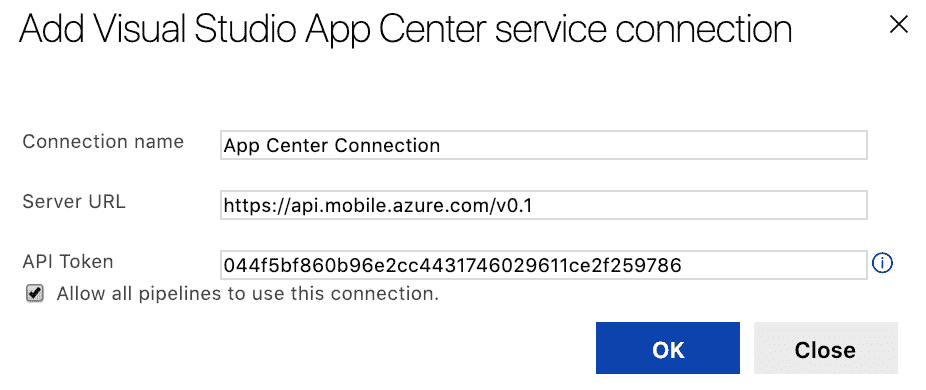 Add Visual Studio App Center service connection
Connection name
App Center Connection
Server URL
https://api.mobile.azure.com/v0.1
API Token
044f5bf860b96e2cc4431746029611ce2f259786
Allow all pipelines to use this connection.
OK
Close